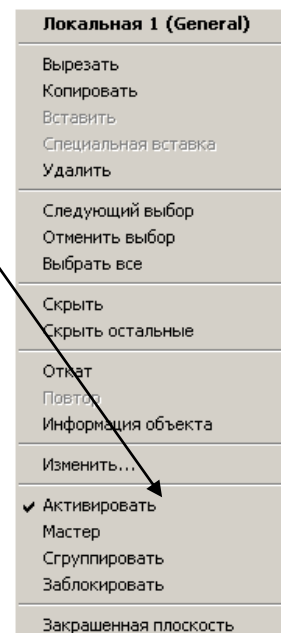 Локальная 1 (General)
Вырезать
Копировать
Вставить
Специальная вставка
Удалить
Следующий выбор
Отменить выбор
Выбрать все
Скрыть
Скрыть остальные
Откат
Повтор
Информация объекта
Изменить...
Активировать
Мастер
Сгруппировать
Заблокировать
Закрашенная плоскость